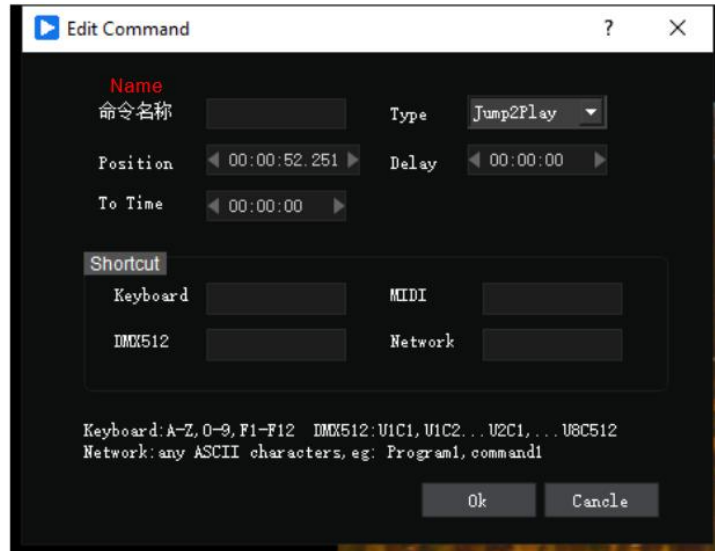 Edit Command ? ×
Name
命令名称 Type Jump2Play
Position 00:00:52.251 Delay 00:00:00
To Time 00:00:00
Shortcut
Keyboard MIDI
DMX512 Network
Keyboard:A-Z,0-9,F1-F12 DMX512:U1C1,U1C2...U2C1,...U8C512
Network:any ASCII characters,eg: Program1,command1
Ok Cancle